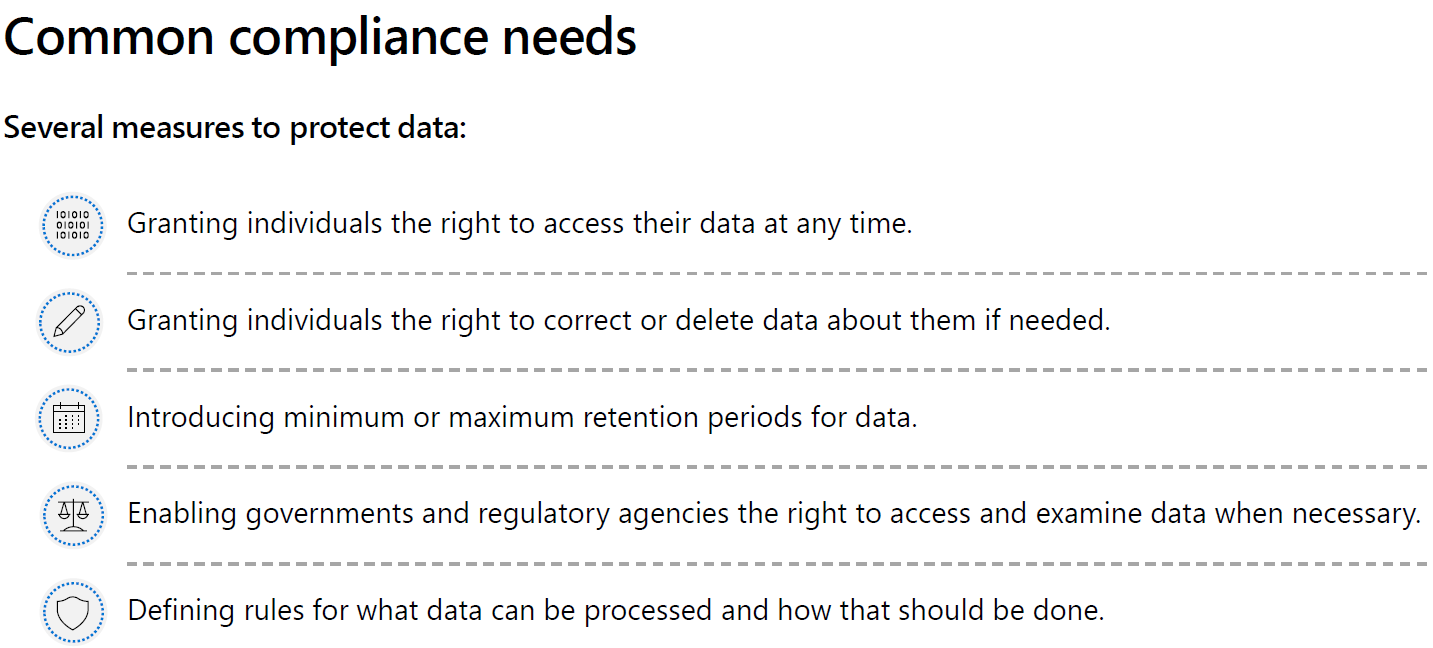 Common compliance needs
Several measures to protect data:
IOIOIO
OIOIOI
IOIOIO
Granting individuals the right to access their data at any time.
Granting individuals the right to correct or delete data about them if needed.
Introducing minimum or maximum retention periods for data.
Enabling governments and regulatory agencies the right to access and examine data when necessary.
Defining rules for what data can be processed and how that should be done.